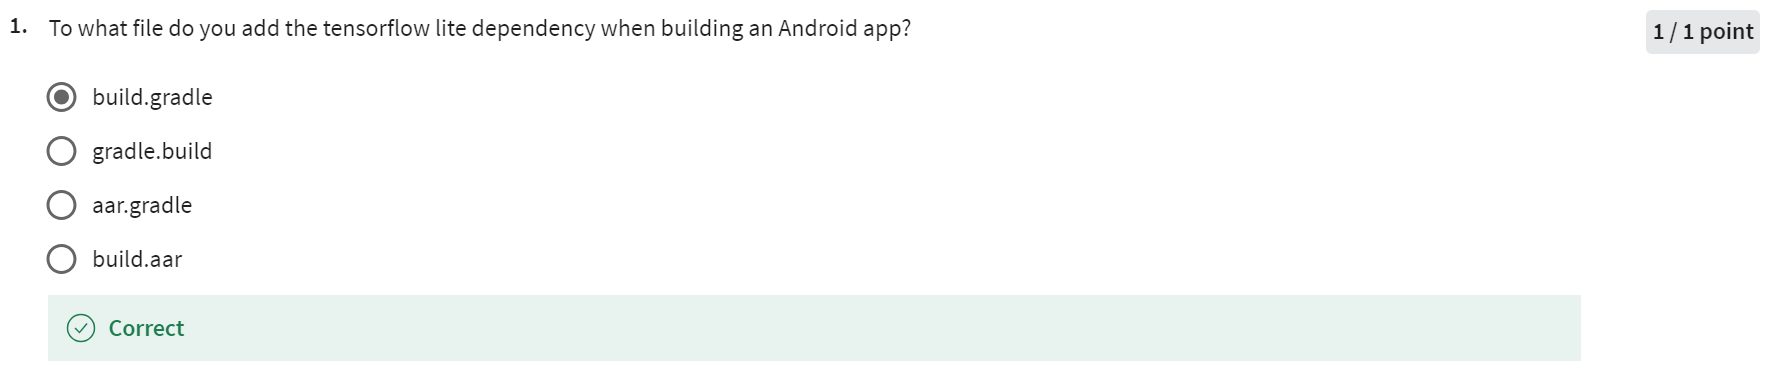 1. To what file do you add the tensorflow lite dependency when building an Android app?
1 / 1 point
build.gradle
gradle.build
aar.gradle
build.aar
Correct